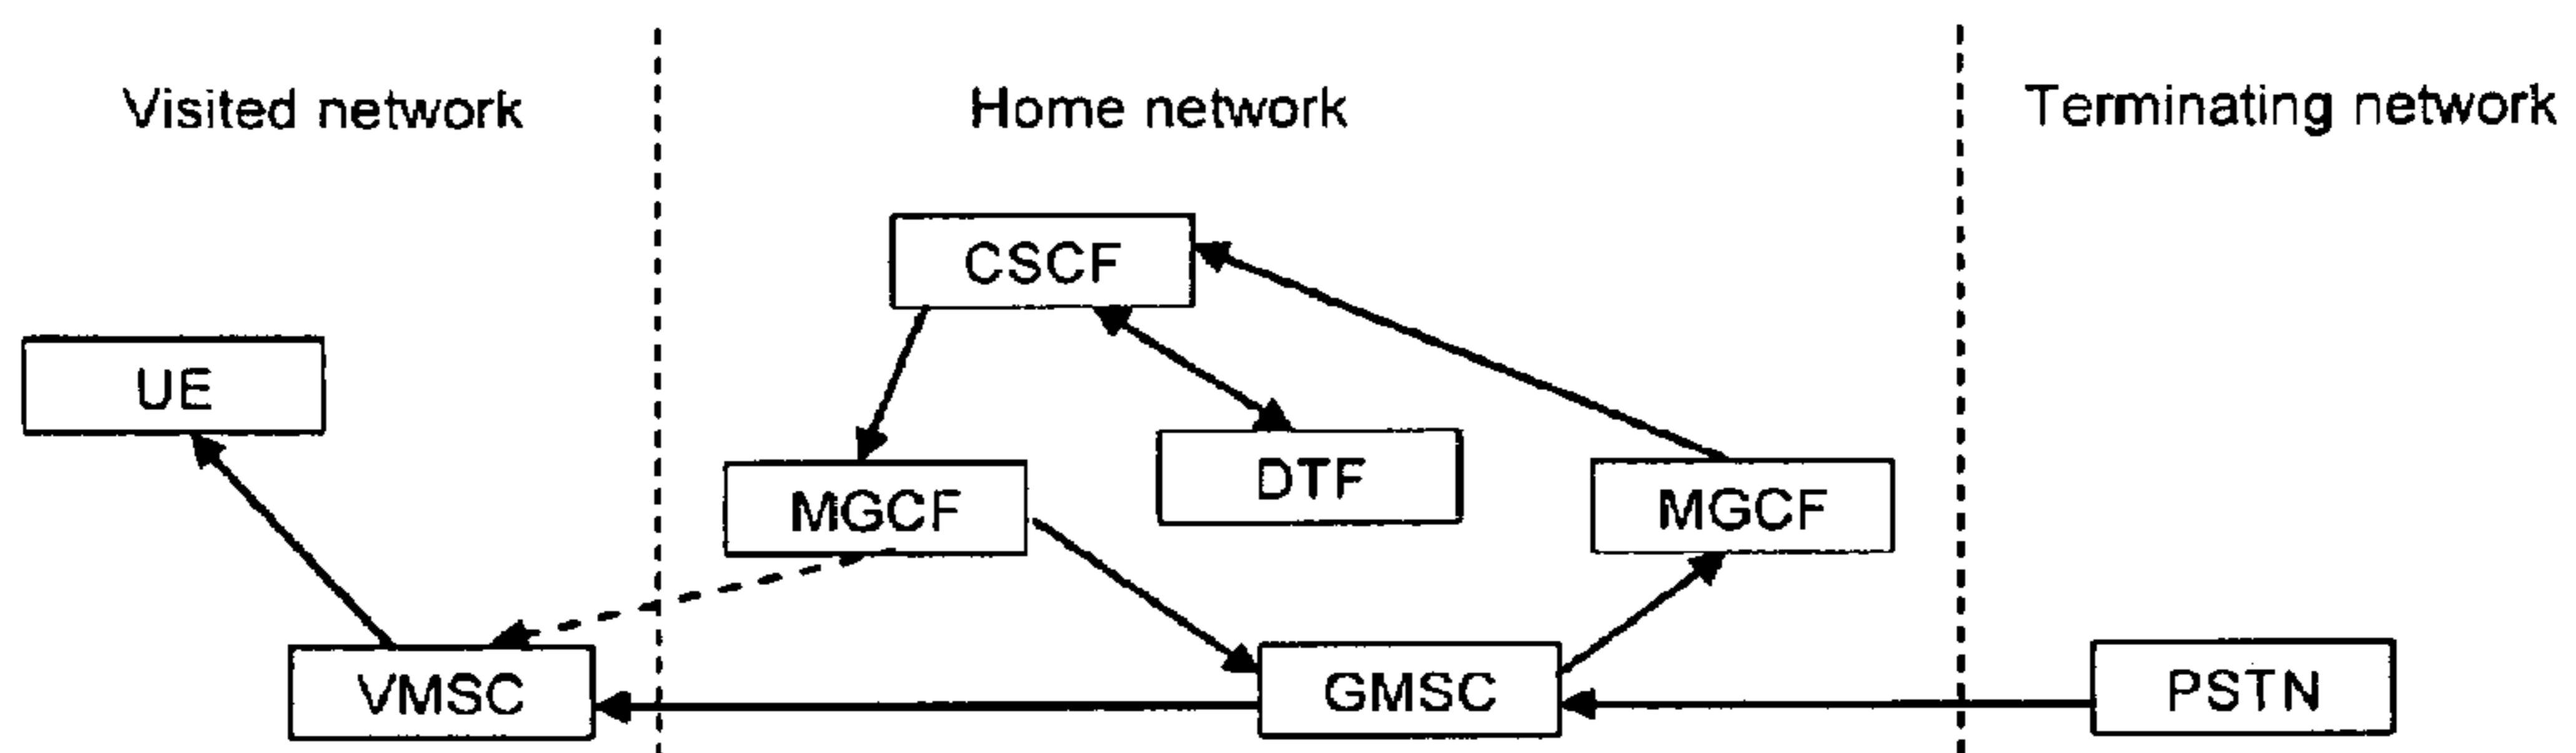 Visited network
Home network
Terminating network
CSCF
UE
DTF
MGCF
MGCF
VMSC
GMSC
PSTN